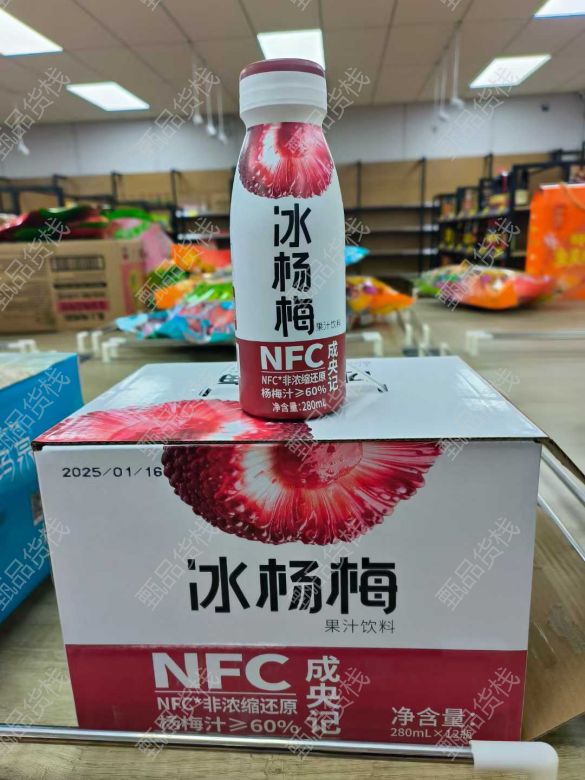 冰杨梅
果汁饮料
NFC
成央记
NFC*非浓缩还原
杨梅汁≥60%
净含量:280mL
2025/01/16
冰杨梅
果汁饮料
NFC
成央记
NFC*非浓缩还原
杨梅汁≥60%
净含量:
280mL×12瓶
甄品货栈